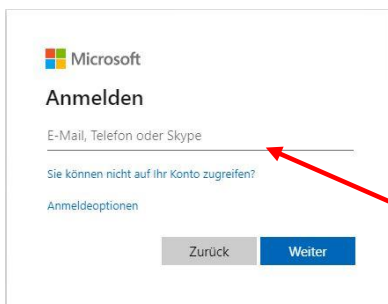 Microsoft
Anmelden
E-Mail, Telefon oder Skype
Sie können nicht auf Ihr Konto zugreifen?
Anmeldeoptionen
Zurück Weiter